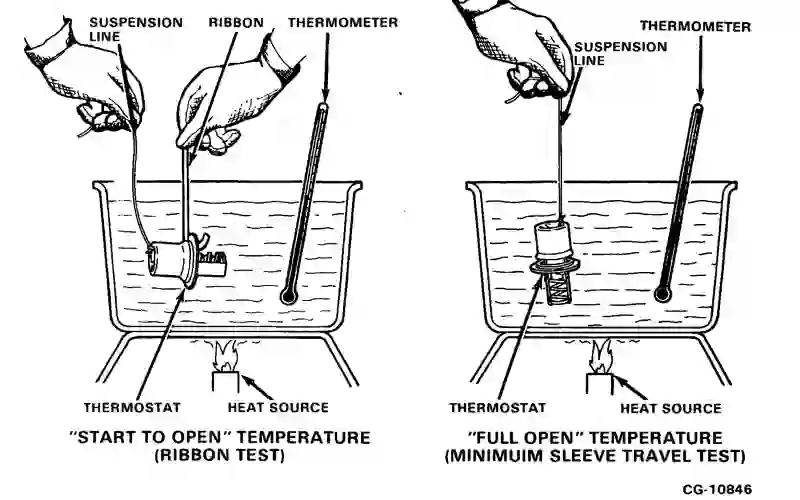 SUSPENSION
LINE
RIBBON
THERMOMETER
THERMOSTAT
HEAT SOURCE
"START TO OPEN" TEMPERATURE
(RIBBON TEST)
THERMOMETER
SUSPENSION
LINE
THERMOSTAT
HEAT SOURCE
"FULL OPEN" TEMPERATURE
(MINIMUIM SLEEVE TRAVEL TEST)
CG-10846